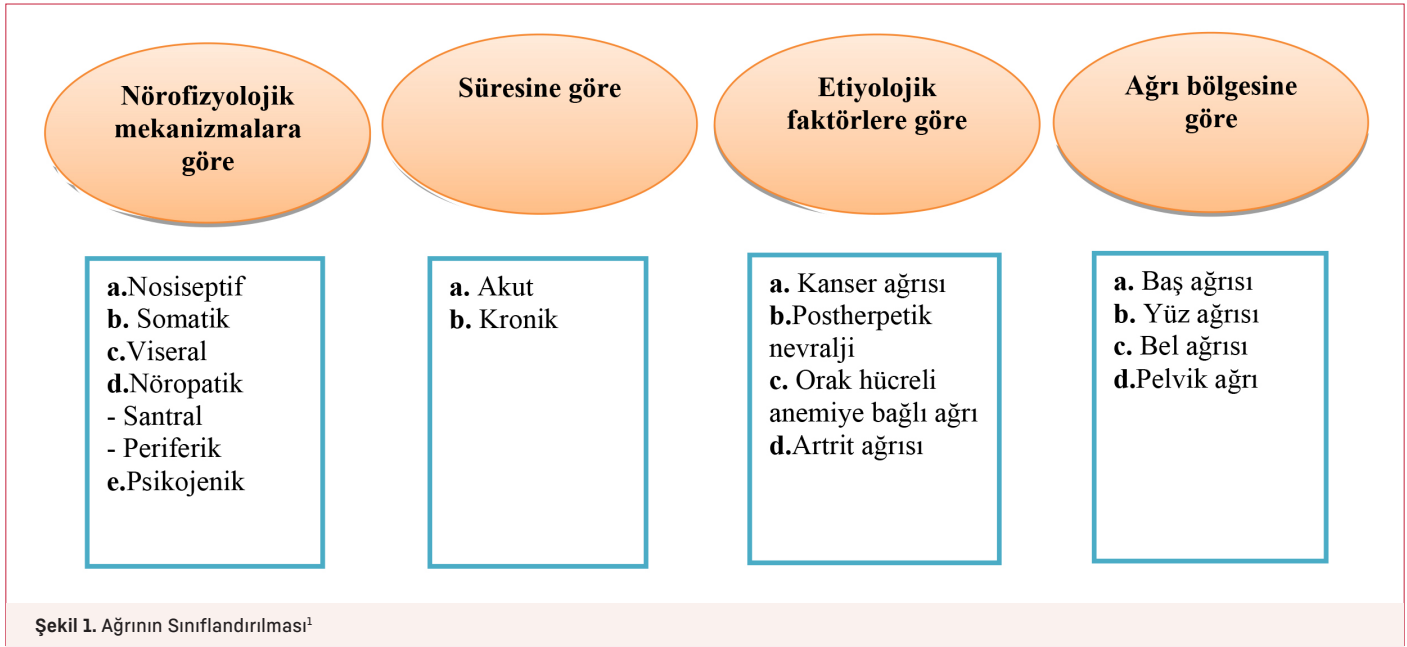 Nörofizyolojik
mekanizmalara
göre
Süresine göre
Etiyolojik
faktörlere göre
Ağrı bölgesine
göre
a.Nosiseptif
b. Somatik
c.Viseral
d.Nöropatik
- Santral
- Periferik
e.Psikojenik
a. Akut
b. Kronik
a. Kanser ağrısı
b.Postherpetik
nevralji
c. Orak hücreli
anemiye bağlı ağrı
d.Artrit ağrısı
a. Baş ağrısı
b. Yüz ağrısı
c. Bel ağrısı
d.Pelvik ağrı
Şekil 1. Ağrının Sınıflandırılması¹